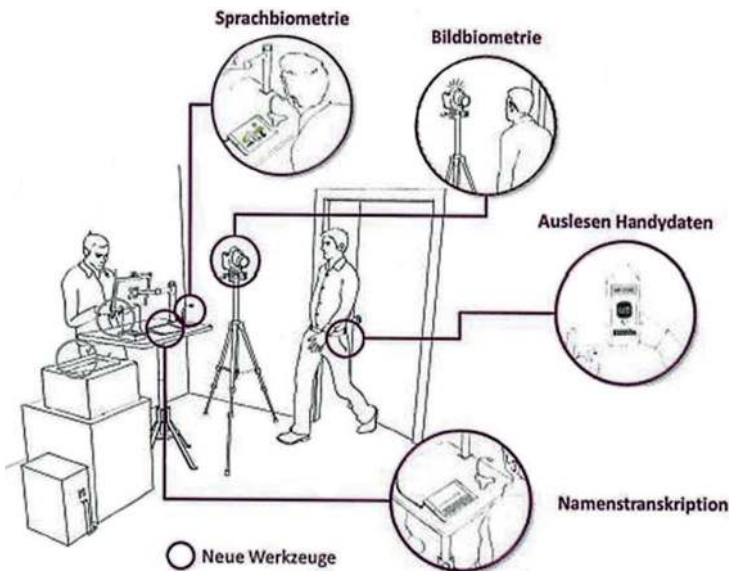 Sprachbiometrie
Bildbiometrie
Auslesen Handydaten
Namenstranskription
Neue Werkzeuge